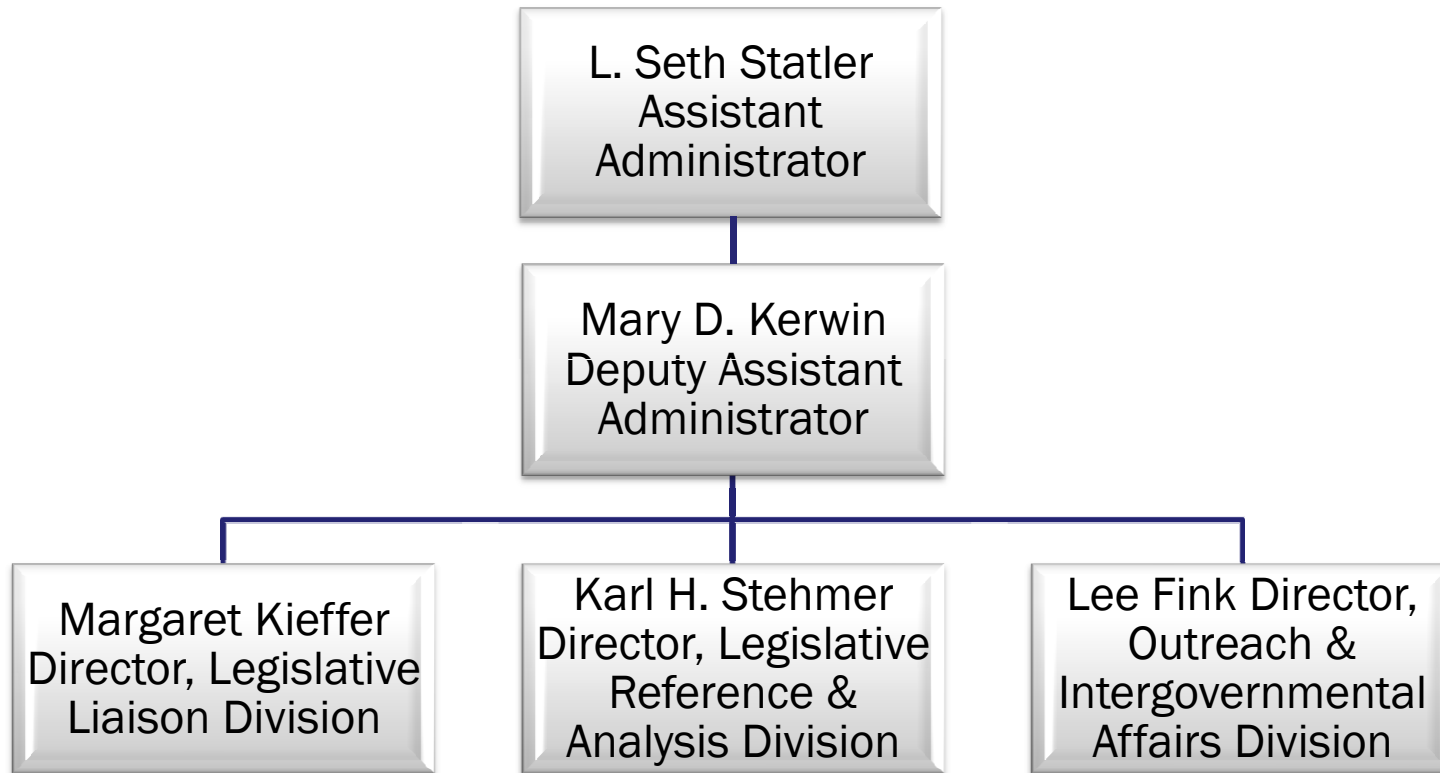 L. Seth Statler
Assistant
Administrator
Mary D. Kerwin
Deputy Assistant
Administrator
Margaret Kieffer
Director, Legislative
Liaison Division
Karl H. Stehmer
Director, Legislative
Reference &
Analysis Division
Lee Fink Director,
Outreach &
Intergovernmental
Affairs Division